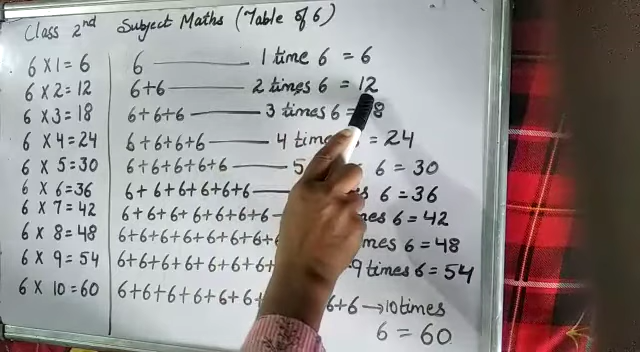 Class 2nd Subject Maths (Table of 6)
6 X 1 = 6 6 —— 1 time 6 = 6
6 X 2 = 12 6+6 —— 2 times 6 = 12
6 X 3 = 18 6+6+6 —— 3 times 6 = 8
6 X 4 = 24 6+6+6+6 —— 4 = 24
6 X 5 = 30 6+6+6+6+6 —— 5 6 = 30
6 X 6 = 36 6+6+6+6+6+6 —— 6 = 36
6 X 7 = 42 6+6+6+6+6+6+6 6 = 42
6 X 8 = 48 6+6+6+6+6+6+6+ 6 = 48
6 X 9 = 54 6+6+6+6+6+6+6+ 9 times 6 = 54
6 X 10 = 60 6+6+6+6+6+6+ 6+6 → 10 times
6 = 60